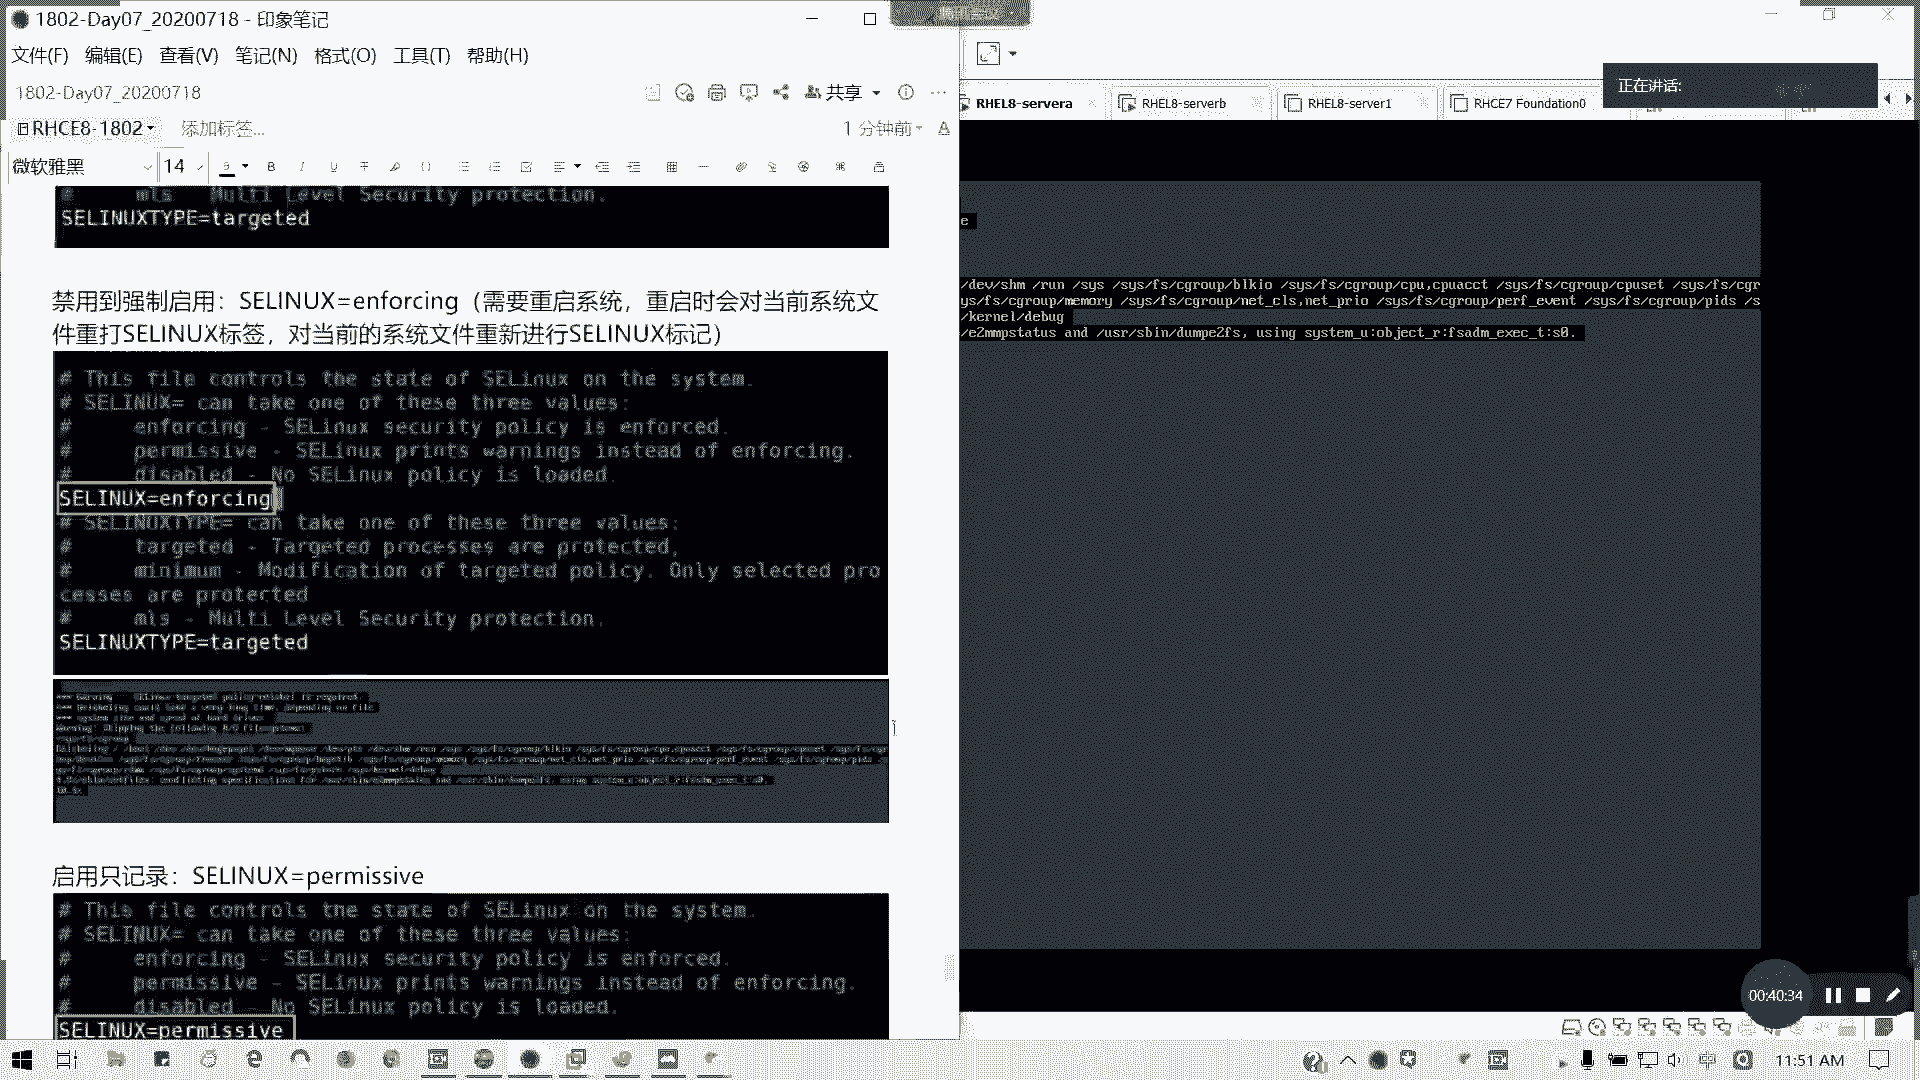 1802-Day07_20200718 - 印象笔记
文件(F) 编辑(E) 查看(V) 笔记(N) 格式(O) 工具(T) 帮助(H)
1802-Day07_20200718
共享
RHCE8-1802
添加标签...
1 分钟前
微软雅黑
14
# mls Multi Level Security protection.
SELINUXTYPE=targeted
禁用到强制启用：SELINUX=enforcing（需要重启系统，重启时会对当前系统文
件重打SELINUX标签，对当前的系统文件重新进行SELINUX标记）
# This file controls the state of SELinux on the system.
# SELINUX= can take one of these three values:
# enforcing - SELinux security policy is enforced.
# permissive - SELinux prints warnings instead of enforcing.
# disabled - No SELinux policy is loaded.
SELINUX=enforcing
# SELINUXTYPE= can take one of these three values:
# targeted - Targeted processes are protected,
# minimum - Modification of targeted policy. Only selected pro
cesses are protected
# mls - Multi Level Security protection.
SELINUXTYPE=targeted
启用只记录：SELINUX=permissive
# This file controls the state of SELinux on the system.
# SELINUX= can take one of these three values:
# enforcing - SELinux security policy is enforced.
# permissive - SELinux prints warnings instead of enforcing.
# disabled - No SELinux policy is loaded.
SELINUX=permissive
正在讲话:
RHEL8-servera
RHEL8-serverb
RHEL8-server1
RHCE7 Foundation0
e
/dev/shm /run /sys /sys/fs/cgroup/blkio /sys/fs/cgroup/cpu,cpuacct /sys/fs/cgroup/cpuset /sys/fs/cgr
ys/fs/cgroup/memory /sys/fs/cgroup/net_cls,net_prio /sys/fs/cgroup/perf_event /sys/fs/cgroup/pids /s
/kernel/debug
/e2mmpstatus and /usr/sbin/dumpe2fs, using system_u:object_r:fsadm_exec_t:s0.
00:40:34
11:51 AM